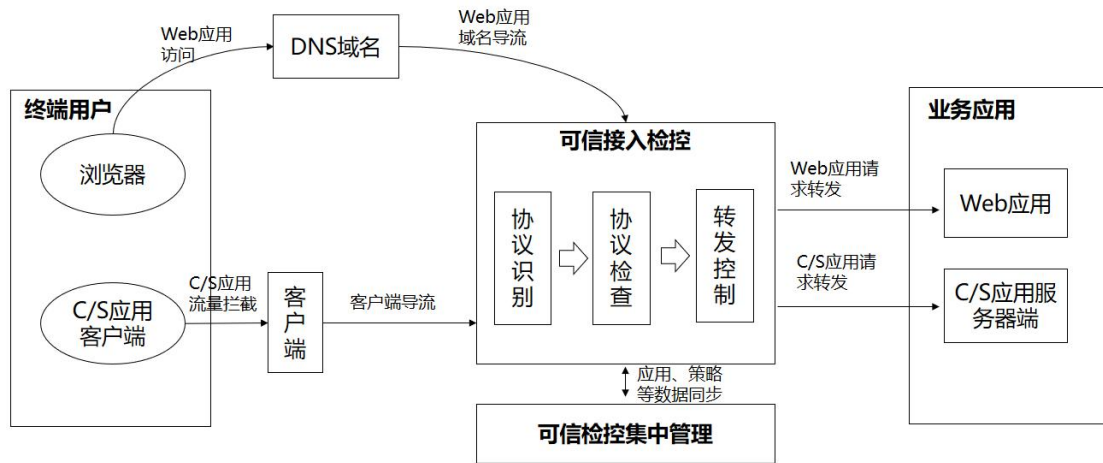 Web应用
访问
DNS域名
Web应用
域名导流
终端用户
浏览器
C/S应用
客户端
C/S应用
流量拦截
客户端
客户端导流
可信接入检控
协议识别
协议检查
转发控制
应用、策略
等数据同步
可信检控集中管理
Web应用请
求转发
C/S应用请
求转发
业务应用
Web应用
C/S应用服
务器端